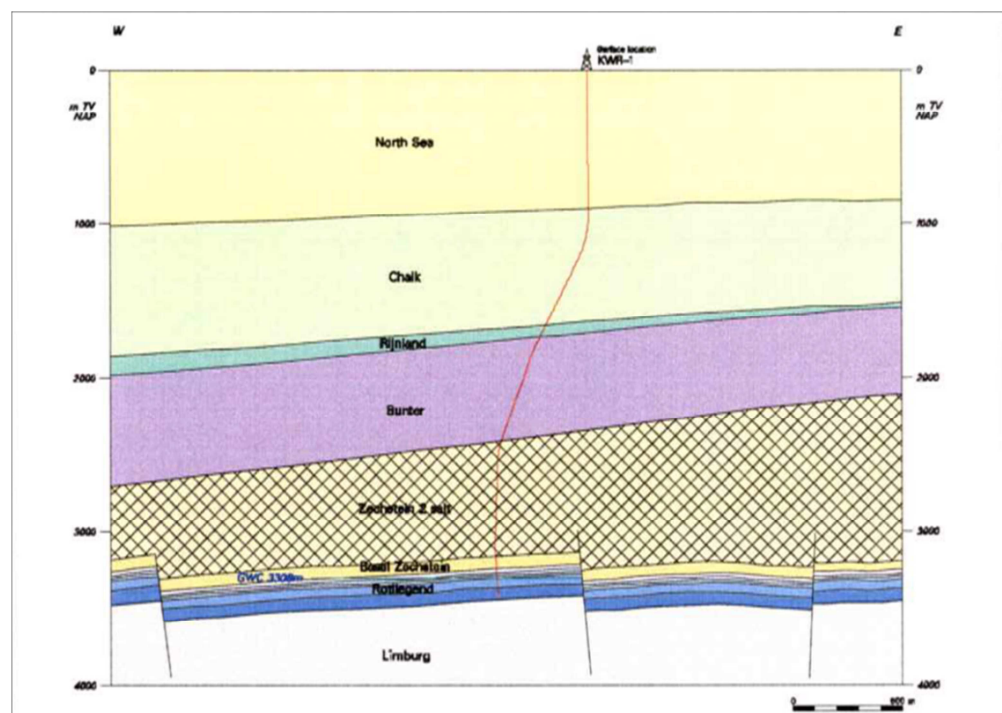 W
E
Surface location
KWR-1
0
0
m TV
NAP
m TV
NAP
North Sea
1000
1000
Chalk
Rijnland
2000
2000
Bunter
Zechstein 2 salt
3000
3000
Basal Zechstein
GWC 3308m
Rotliegend
Limburg
4000
4000
0